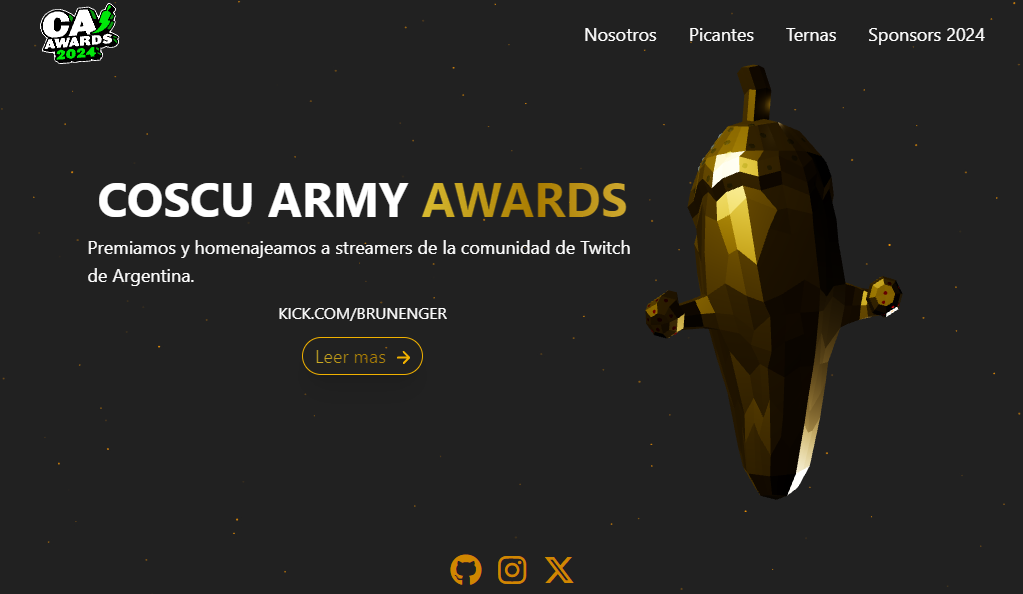 CA
AWARDS
2024
Nosotros Picantes Ternas Sponsors 2024
COSCU ARMY AWARDS
Premiamos y homenajeamos a streamers de la comunidad de Twitch
de Argentina.
KICK.COM/BRUNENGER
Leer mas